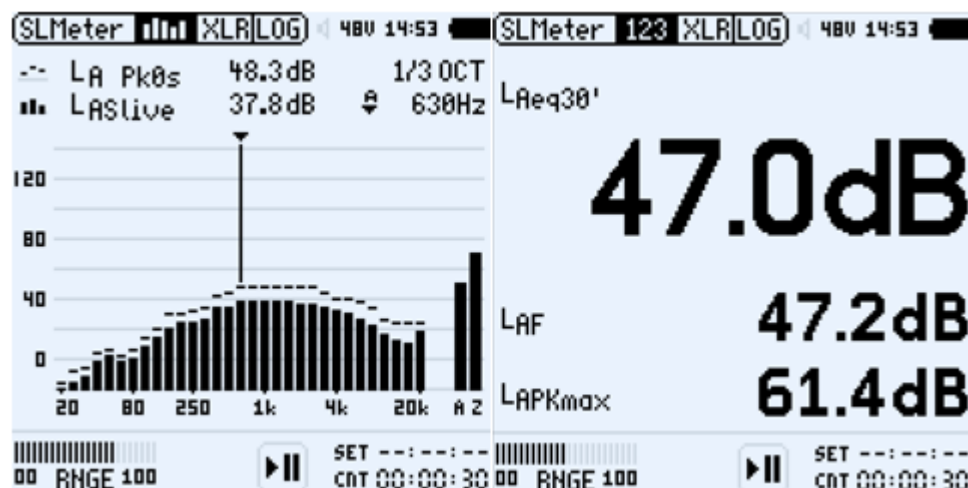 SLMeter XLR LOG 48V 14:53
LA Pk0s 48.3dB 1/3 OCT
LASlive 37.8dB A 630Hz
120
80
40
0
20 80 250 1k 4k 20k A Z
00 RNGE 100
SET --:--:--
CNT 00:00:30
SLMeter 123 XLR LOG 48V 14:53
LAeq30'
47.0dB
LAF 47.2dB
LAPKmax 61.4dB
00 RNGE 100
SET --:--:--
CNT 00:00:30